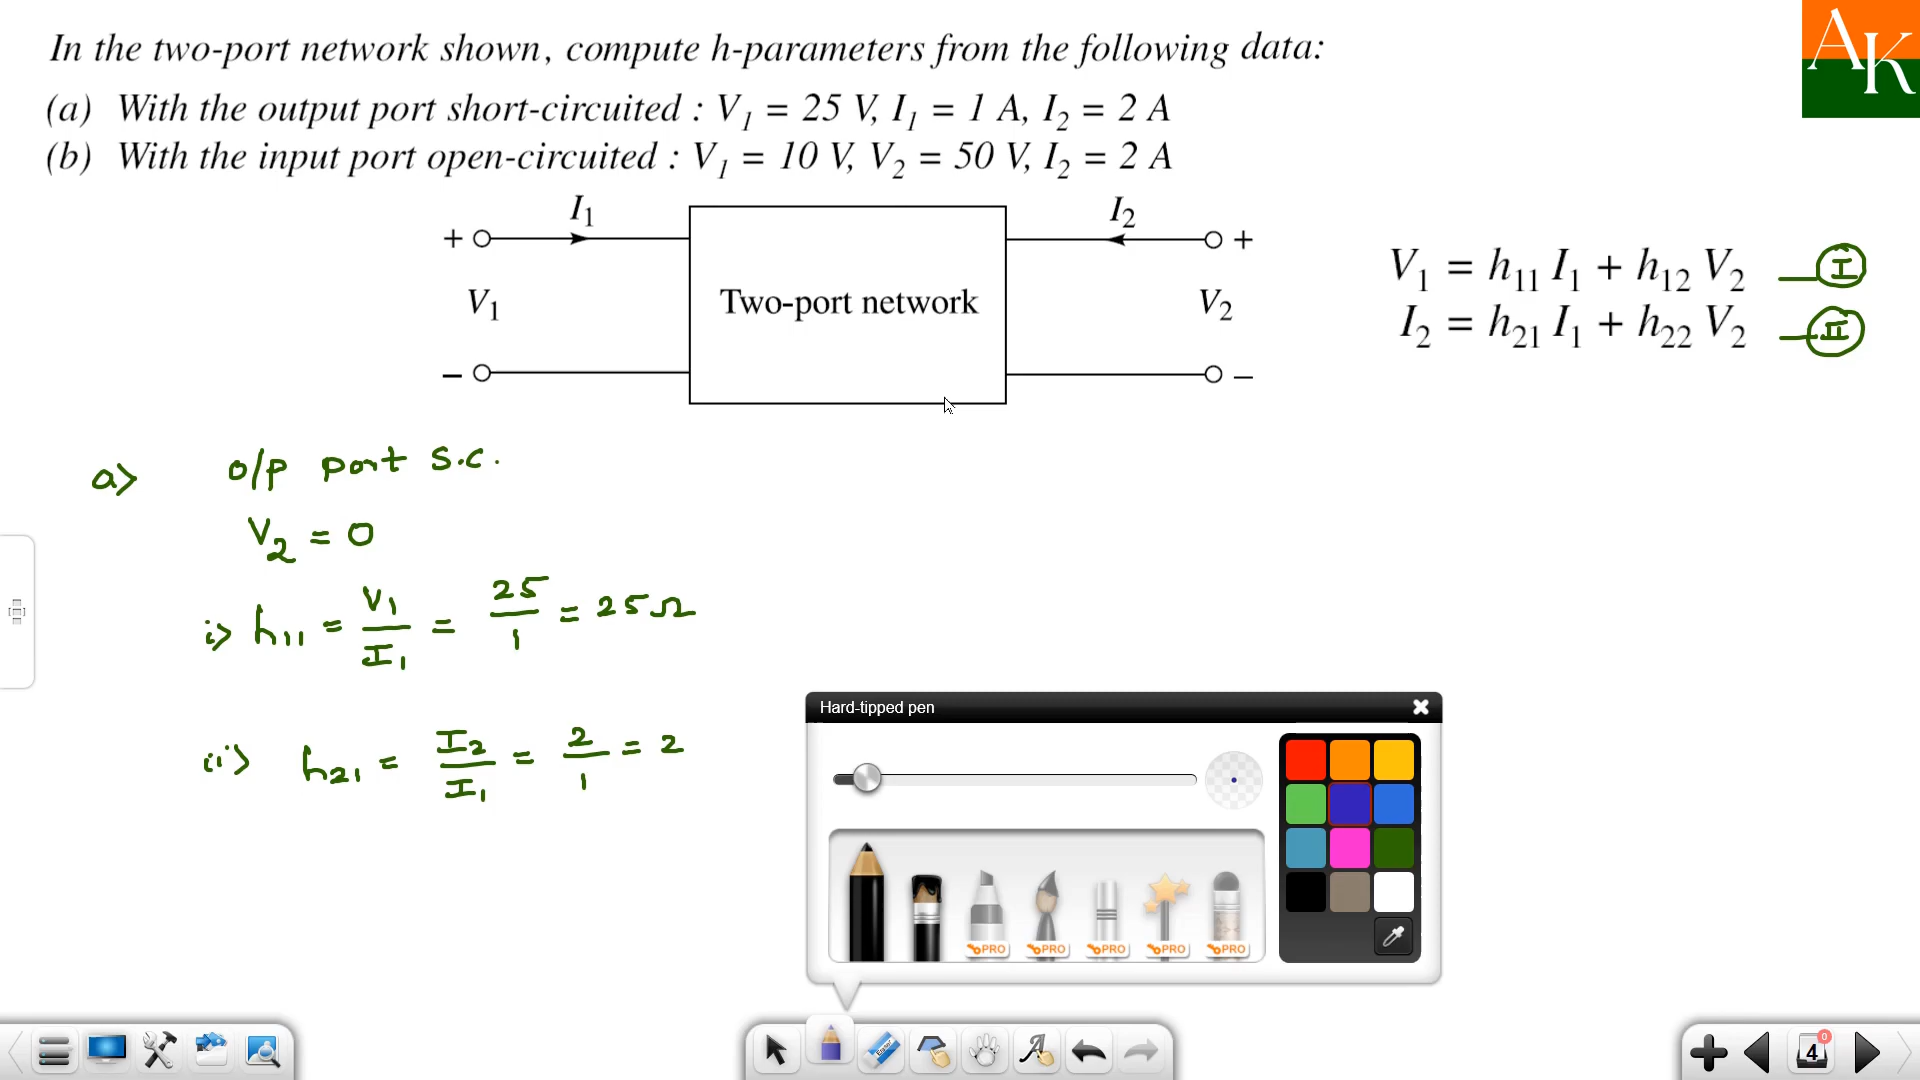 In the two-port network shown, compute h-parameters from the following data:
(a) With the output port short-circuited : V₁ = 25 V, I₁ = 1 A, I₂ = 2 A
(b) With the input port open-circuited : V₁ = 10 V, V₂ = 50 V, I₂ = 2 A
AK
I₁ I₂
+ +
V₁ Two-port network V₂
– –
V₁ = h₁₁ I₁ + h₁₂ V₂ — I
I₂ = h₂₁ I₁ + h₂₂ V₂ — II
a> o/p port s.c.
V₂ = 0
i> h₁₁ = V₁/I₁ = 25/1 = 25 Ω
ii> h₂₁ = I₂/I₁ = 2/1 = 2
Hard-tipped pen
PRO PRO PRO PRO PRO
Eraser
A
4
0